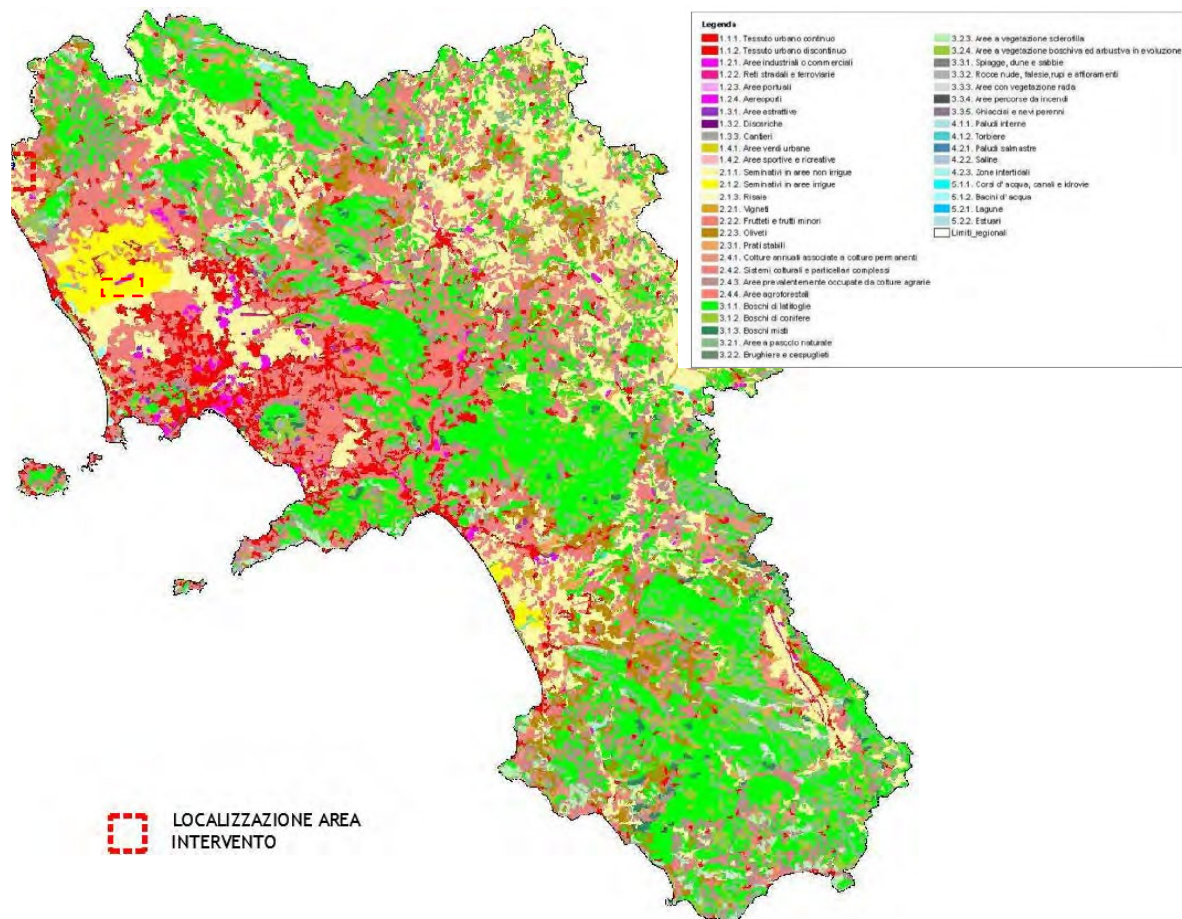 Legenda
1.1.1. Tessuto urbano continuo
1.1.2. Tessuto urbano discontinuo
1.2.1. Aree industriali o commerciali
1.2.2. Reti stradali e ferroviarie
1.2.3. Aree portuali
1.2.4. Aereoporti
1.3.1. Aree estrattive
1.3.2. Discariche
1.3.3. Cantieri
1.4.1. Aree verdi urbane
1.4.2. Aree sportive e ricreative
2.1.1. Seminativi in aree non irrigue
2.1.2. Seminativi in aree irrigue
2.1.3. Risaie
2.2.1. Vigneti
2.2.2. Frutteti e frutti minori
2.2.3. Oliveti
2.3.1. Prati stabili
2.4.1. Colture annuali associate a colture permanenti
2.4.2. Sistemi colturali e particellari complessi
2.4.3. Aree prevalentemente occupate da colture agrarie
2.4.4. Aree agroforestali
3.1.1. Boschi di latifoglie
3.1.2. Boschi di conifere
3.1.3. Boschi misti
3.2.1. Aree a pascolo naturale
3.2.2. Brughiere e cespuglieti
3.2.3. Aree a vegetazione sclerofilla
3.2.4. Aree a vegetazione boschiva ed arbustiva in evoluzione
3.3.1. Spiagge, dune e sabbie
3.3.2. Rocce nude, falesie, rupi e affioramenti
3.3.3. Aree con vegetazione rada
3.3.4. Aree percorse da incendi
3.3.5. Ghiacciai e nevi perenni
4.1.1. Paludi interne
4.1.2. Torbiere
4.2.1. Paludi salmastre
4.2.2. Saline
4.2.3. Zone intertidali
5.1.1. Corsi d'acqua, canali e idrovie
5.1.2. Bacini d'acqua
5.2.1. Lagune
5.2.2. Estuari
Limiti_regionali
LOCALIZZAZIONE AREA
INTERVENTO